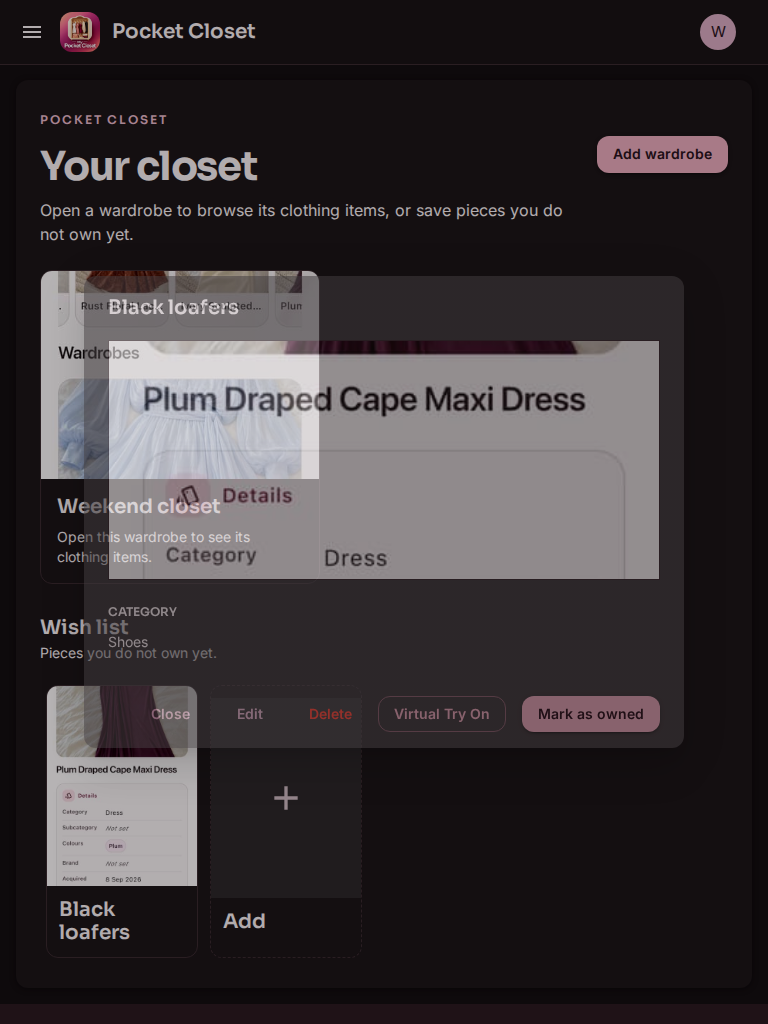 Pocket Closet
W
POCKET CLOSET
Your closet
Add wardrobe
Open a wardrobe to browse its clothing items, or save pieces you do
not own yet.
Black loafers
Wardrobes
Plum Draped Cape Maxi Dress
Details
Category Dress
Weekend closet
Open this wardrobe to see its
clothing items.
CATEGORY
Shoes
Wish list
Pieces you do not own yet.
Close
Edit
Delete
Virtual Try On
Mark as owned
Plum Draped Cape Maxi Dress
Details
Category Dress
Subcategory Not set
Colours Plum
Brand Not set
Acquired 8 Sep 2026
Black
loafers
Add